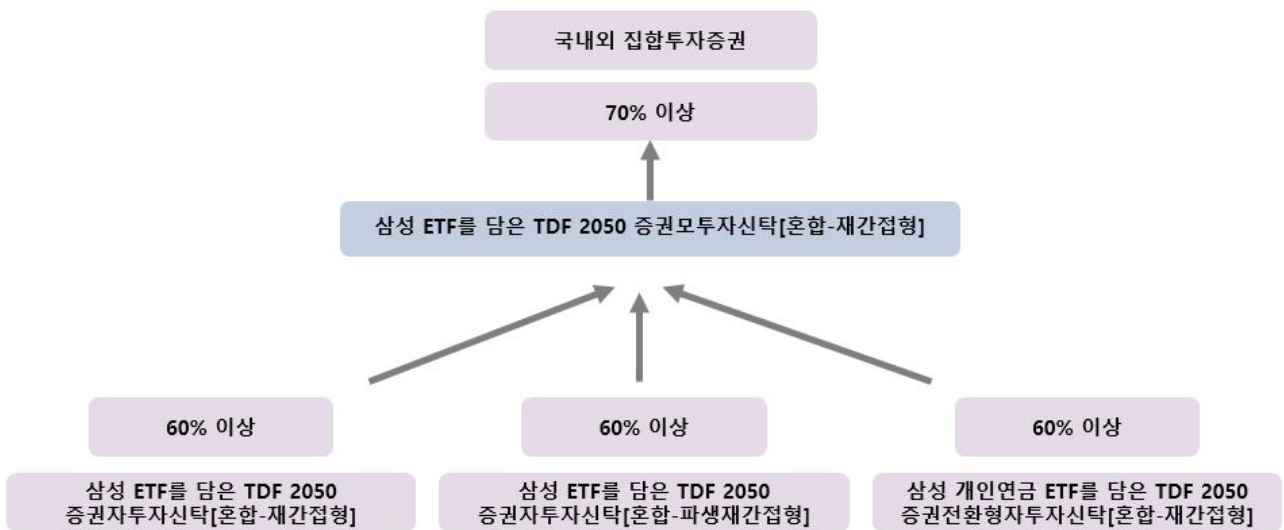 국내외 집합투자증권
70% 이상
삼성 ETF를 담은 TDF 2050 증권모투자신탁[혼합-재간접형]
60% 이상
60% 이상
60% 이상
삼성 ETF를 담은 TDF 2050
증권자투자신탁[혼합-재간접형]
삼성 ETF를 담은 TDF 2050
증권자투자신탁[혼합-파생재간접형]
삼성 개인연금 ETF를 담은 TDF 2050
증권전환형자투자신탁[혼합-재간접형]